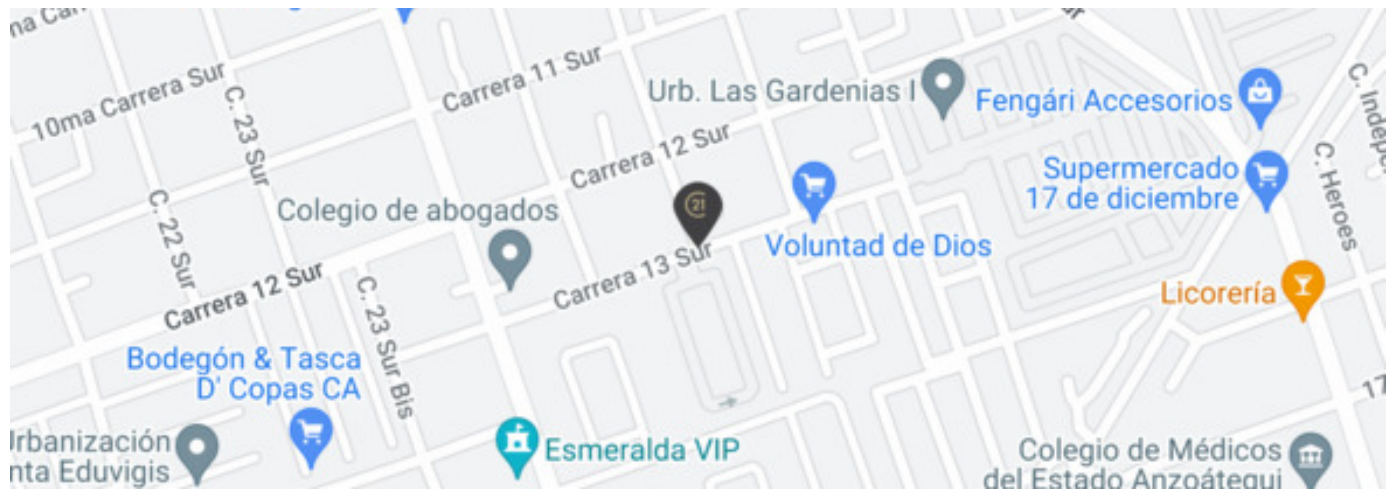 10ma Carrera Sur
Carrera 11 Sur
Urb. Las Gardenias I
Fengári Accesorios
C. 23 Sur
Carrera 12 Sur
Supermercado
17 de diciembre
C. Heroes
C. 22 Sur
Colegio de abogados
21
Voluntad de Dios
Carrera 13 Sur
Carrera 12 Sur
Licorería
C. 23 Sur Bis
Bodegón & Tasca
D' Copas CA
17
Esmeralda VIP
Colegio de Médicos
del Estado Anzoátegui